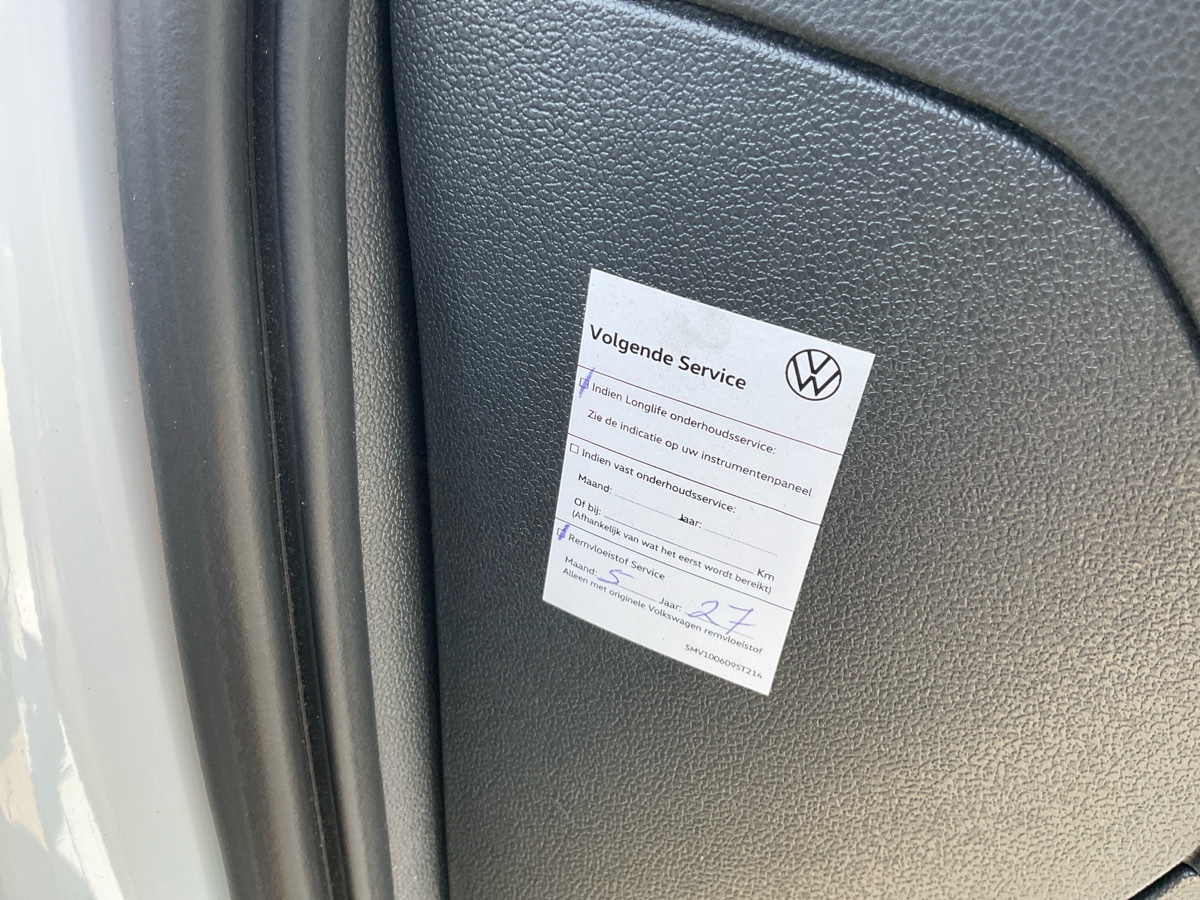 Volgende Service
Indien Longlife onderhoudsservice:
Zie de indicatie op uw instrumentenpaneel
Indien vast onderhoudsservice:
Maand: Jaar:
Of bij: Km
(Afhankelijk van wat het eerst wordt bereikt)
Remvloeistof Service
Maand: 5 Jaar: 27
Alleen met originele Volkswagen remvloeistof
SMV1006095T214